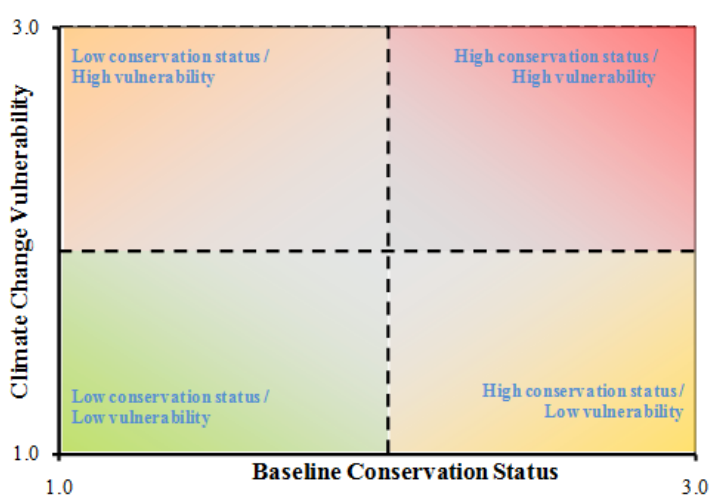 3.0
Low conservation status /
High vulnerability
High conservation status /
High vulnerability
Climate Change Vulnerability
Low conservation status /
Low vulnerability
High conservation status /
Low vulnerability
1.0
Baseline Conservation Status
1.0
3.0